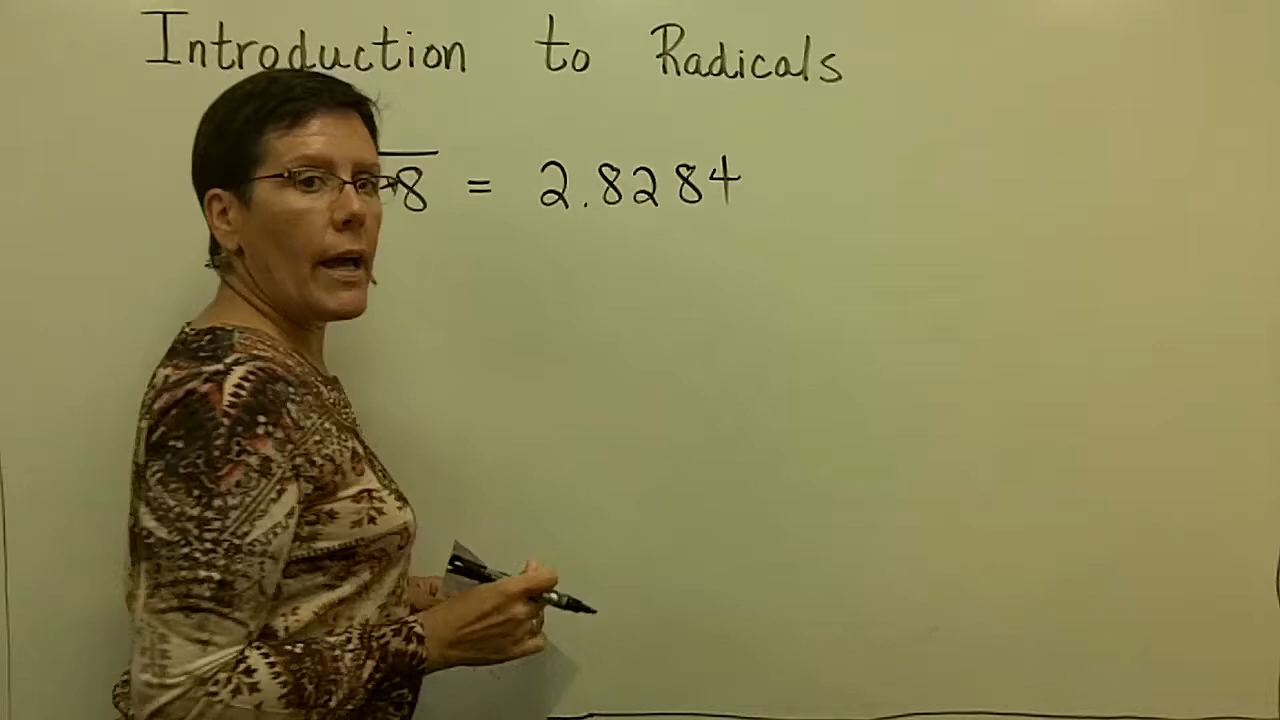 Introduction to Radicals
8 = 2.8284